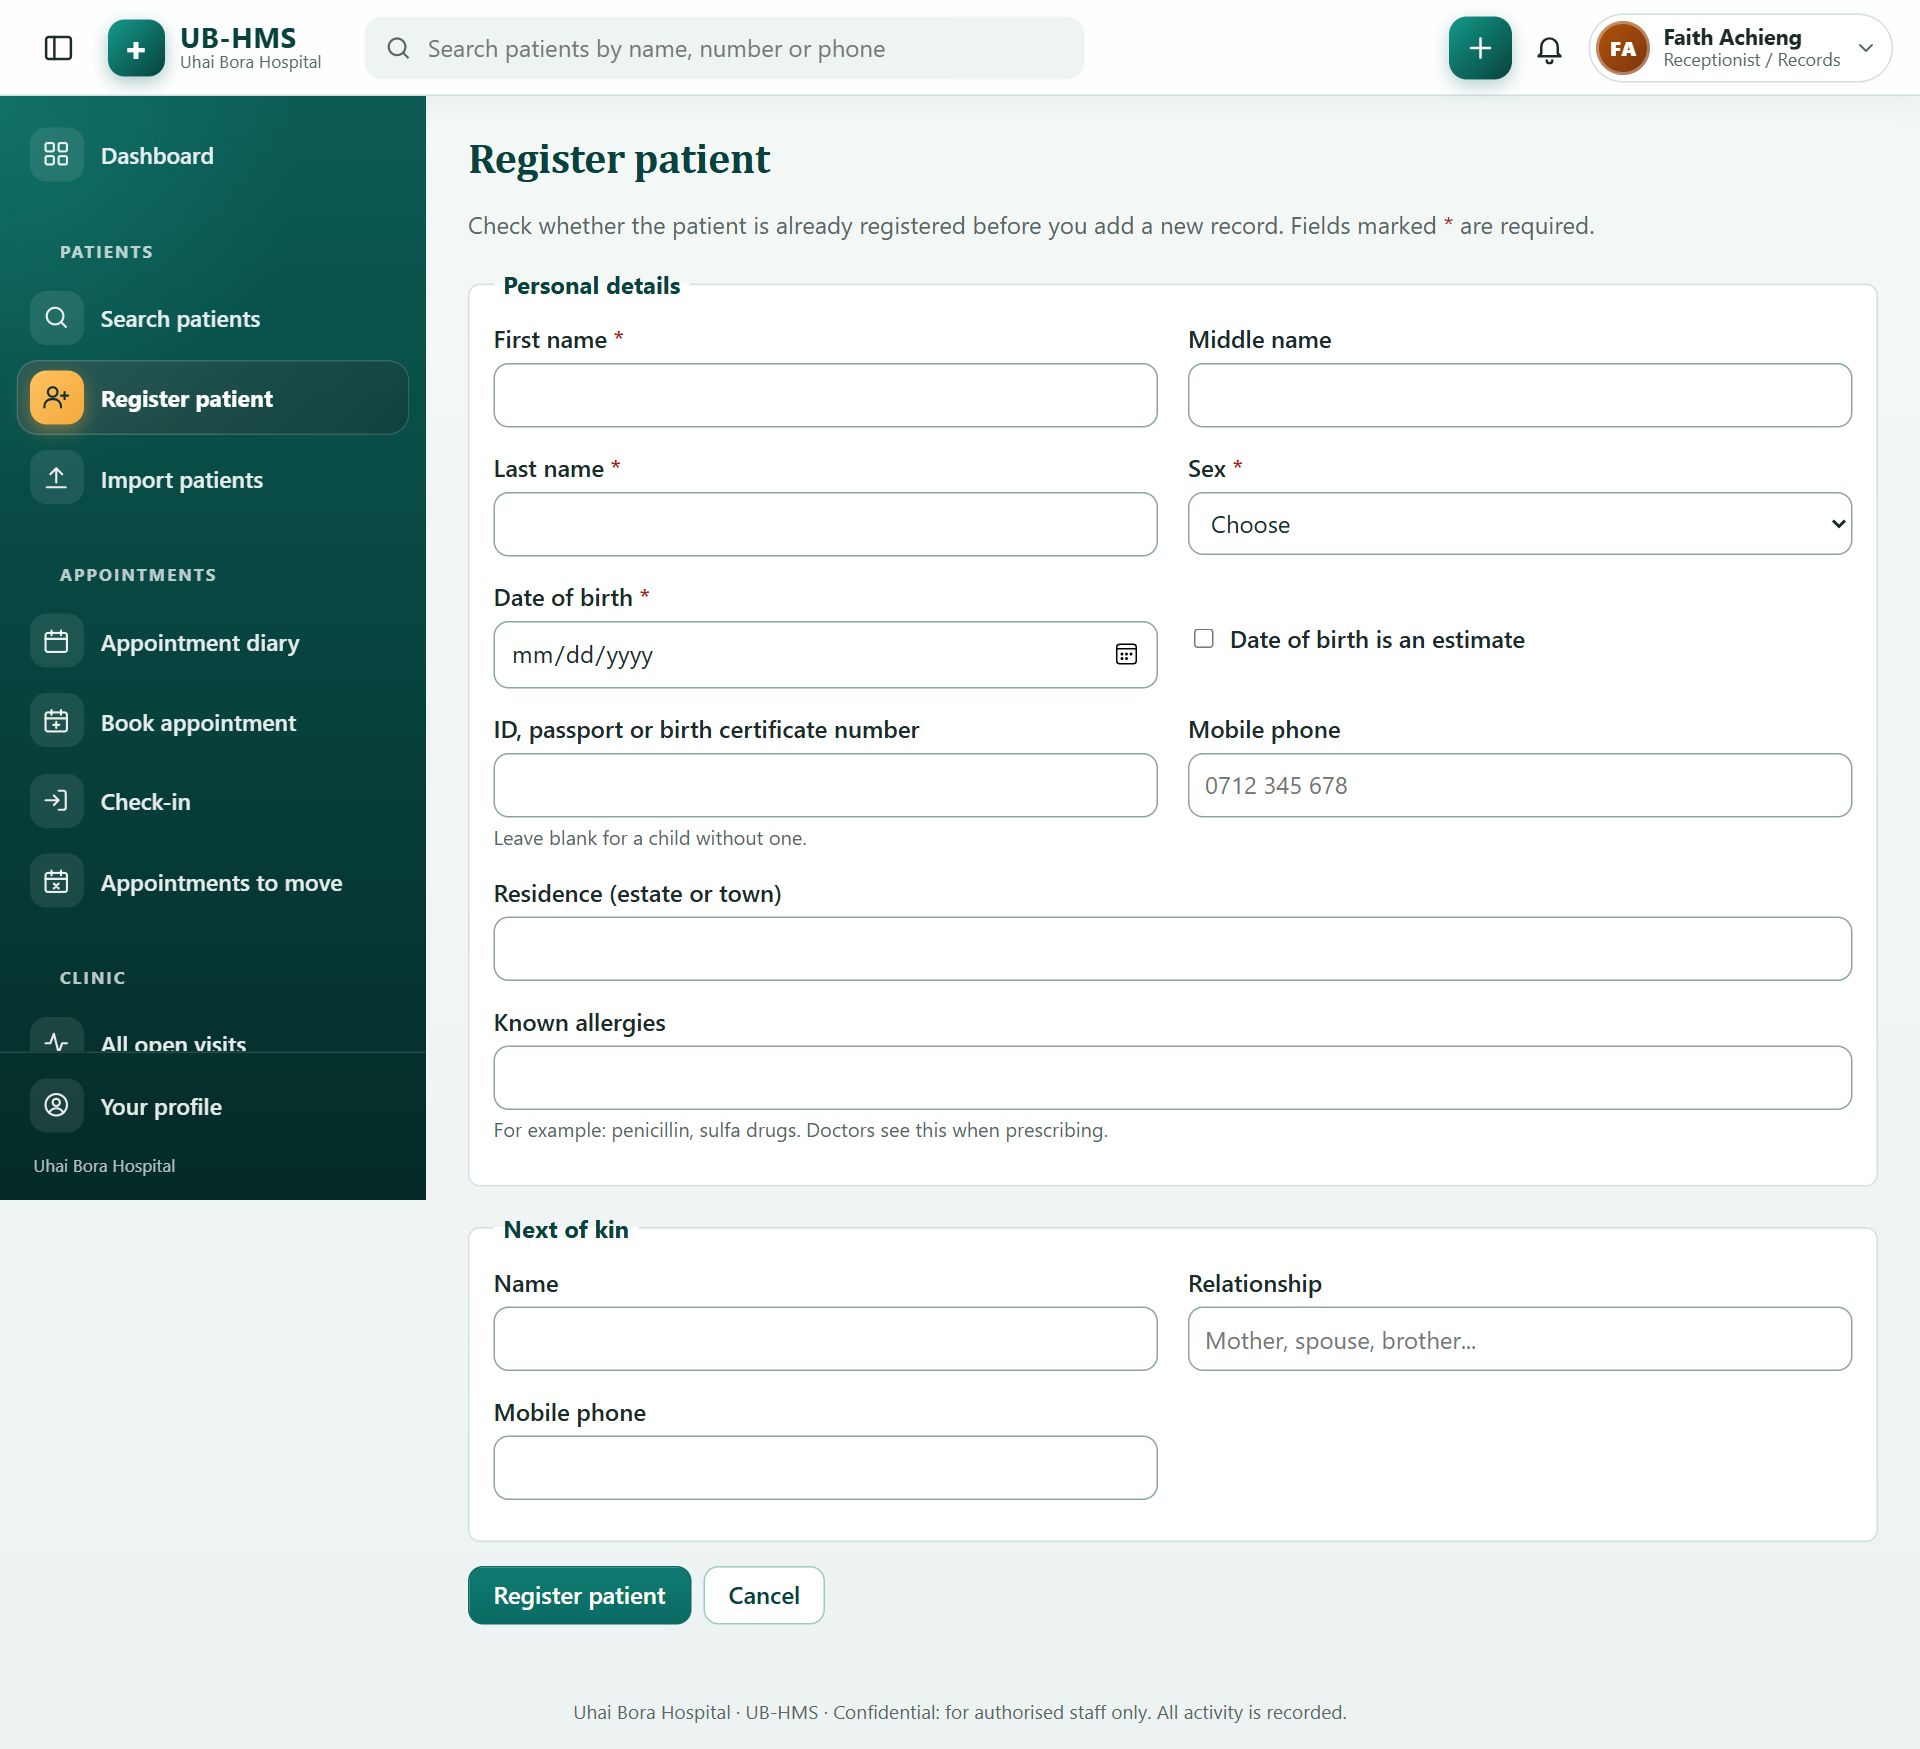 UB-HMS
Uhai Bora Hospital
Search patients by name, number or phone
FA
Faith Achieng
Receptionist / Records
Dashboard
PATIENTS
Search patients
Register patient
Import patients
APPOINTMENTS
Appointment diary
Book appointment
Check-in
Appointments to move
CLINIC
All open visits
Your profile
Uhai Bora Hospital
Register patient
Check whether the patient is already registered before you add a new record. Fields marked * are required.
Personal details
First name *
Middle name
Last name *
Sex *
Choose
Date of birth *
mm/dd/yyyy
Date of birth is an estimate
ID, passport or birth certificate number
Mobile phone
0712 345 678
Leave blank for a child without one.
Residence (estate or town)
Known allergies
For example: penicillin, sulfa drugs. Doctors see this when prescribing.
Next of kin
Name
Relationship
Mother, spouse, brother...
Mobile phone
Register patient
Cancel
Uhai Bora Hospital · UB-HMS · Confidential: for authorised staff only. All activity is recorded.